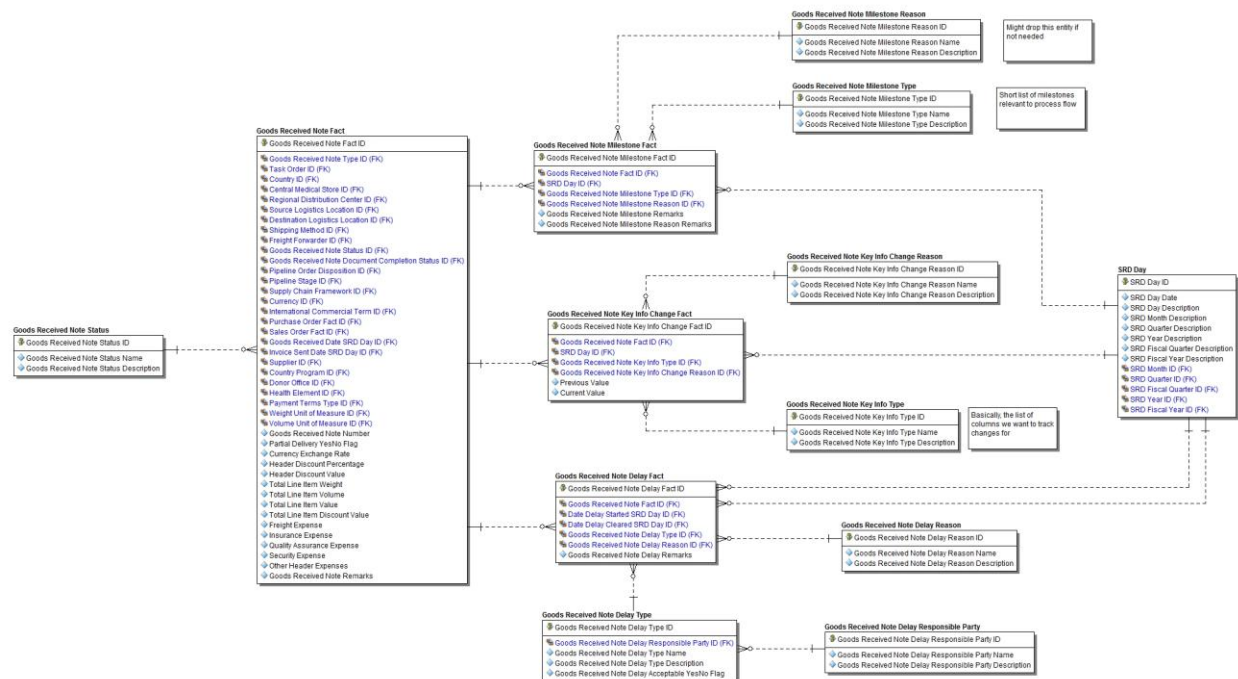 Goods Received Note Status
Goods Received Note Status ID
Goods Received Note Status Name
Goods Received Note Status Description
Goods Received Note Fact
Goods Received Note Fact ID
Goods Received Note Type ID (FK)
Task Order ID (FK)
Country ID (FK)
Central Medical Store ID (FK)
Regional Distribution Center ID (FK)
Source Logistics Location ID (FK)
Destination Logistics Location ID (FK)
Shipping Method ID (FK)
Freight Forwarder ID (FK)
Goods Received Note Status ID (FK)
Goods Received Note Document Completion Status ID (FK)
Pipeline Order Disposition ID (FK)
Pipeline Stage ID (FK)
Supply Chain Framework ID (FK)
Currency ID (FK)
International Commercial Term ID (FK)
Purchase Order Fact ID (FK)
Sales Order Fact ID (FK)
Goods Received Date SRD Day ID (FK)
Invoice Sent Date SRD Day ID (FK)
Supplier ID (FK)
Country Program ID (FK)
Donor Office ID (FK)
Health Element ID (FK)
Payment Terms Type ID (FK)
Weight Unit of Measure ID (FK)
Volume Unit of Measure ID (FK)
Goods Received Note Number
Partial Delivery YesNo Flag
Currency Exchange Rate
Header Discount Percentage
Header Discount Value
Total Line Item Weight
Total Line Item Volume
Total Line Item Value
Total Line Item Discount Value
Freight Expense
Insurance Expense
Quality Assurance Expense
Security Expense
Other Header Expenses
Goods Received Note Remarks
Goods Received Note Milestone Reason
Goods Received Note Milestone Reason ID
Goods Received Note Milestone Reason Name
Goods Received Note Milestone Reason Description
Might drop this entity if
not needed
Goods Received Note Milestone Type
Goods Received Note Milestone Type ID
Goods Received Note Milestone Type Name
Goods Received Note Milestone Type Description
Short list of milestones
relevant to process flow
Goods Received Note Milestone Fact
Goods Received Note Milestone Fact ID
Goods Received Note Fact ID (FK)
SRD Day ID (FK)
Goods Received Note Milestone Type ID (FK)
Goods Received Note Milestone Reason ID (FK)
Goods Received Note Milestone Remarks
Goods Received Note Milestone Reason Remarks
Goods Received Note Key Info Change Reason
Goods Received Note Key Info Change Reason ID
Goods Received Note Key Info Change Reason Name
Goods Received Note Key Info Change Reason Description
Goods Received Note Key Info Change Fact
Goods Received Note Key Info Change Fact ID
Goods Received Note Fact ID (FK)
SRD Day ID (FK)
Goods Received Note Key Info Type ID (FK)
Goods Received Note Key Info Change Reason ID (FK)
Previous Value
Current Value
Goods Received Note Key Info Type
Goods Received Note Key Info Type ID
Goods Received Note Key Info Type Name
Goods Received Note Key Info Type Description
Basically, the list of
columns we want to track
changes for
SRD Day
SRD Day ID
SRD Day Date
SRD Day Description
SRD Month Description
SRD Quarter Description
SRD Year Description
SRD Fiscal Quarter Description
SRD Fiscal Year Description
SRD Month ID (FK)
SRD Quarter ID (FK)
SRD Fiscal Quarter ID (FK)
SRD Year ID (FK)
SRD Fiscal Year ID (FK)
Goods Received Note Delay Fact
Goods Received Note Delay Fact ID
Goods Received Note Fact ID (FK)
Date Delay Started SRD Day ID (FK)
Date Delay Cleared SRD Day ID (FK)
Goods Received Note Delay Type ID (FK)
Goods Received Note Delay Reason ID (FK)
Goods Received Note Delay Remarks
Goods Received Note Delay Reason
Goods Received Note Delay Reason ID
Goods Received Note Delay Reason Name
Goods Received Note Delay Reason Description
Goods Received Note Delay Type
Goods Received Note Delay Type ID
Goods Received Note Delay Responsible Party ID (FK)
Goods Received Note Delay Type Name
Goods Received Note Delay Type Description
Goods Received Note Delay Acceptable YesNo Flag
Goods Received Note Delay Responsible Party
Goods Received Note Delay Responsible Party ID
Goods Received Note Delay Responsible Party Name
Goods Received Note Delay Responsible Party Description